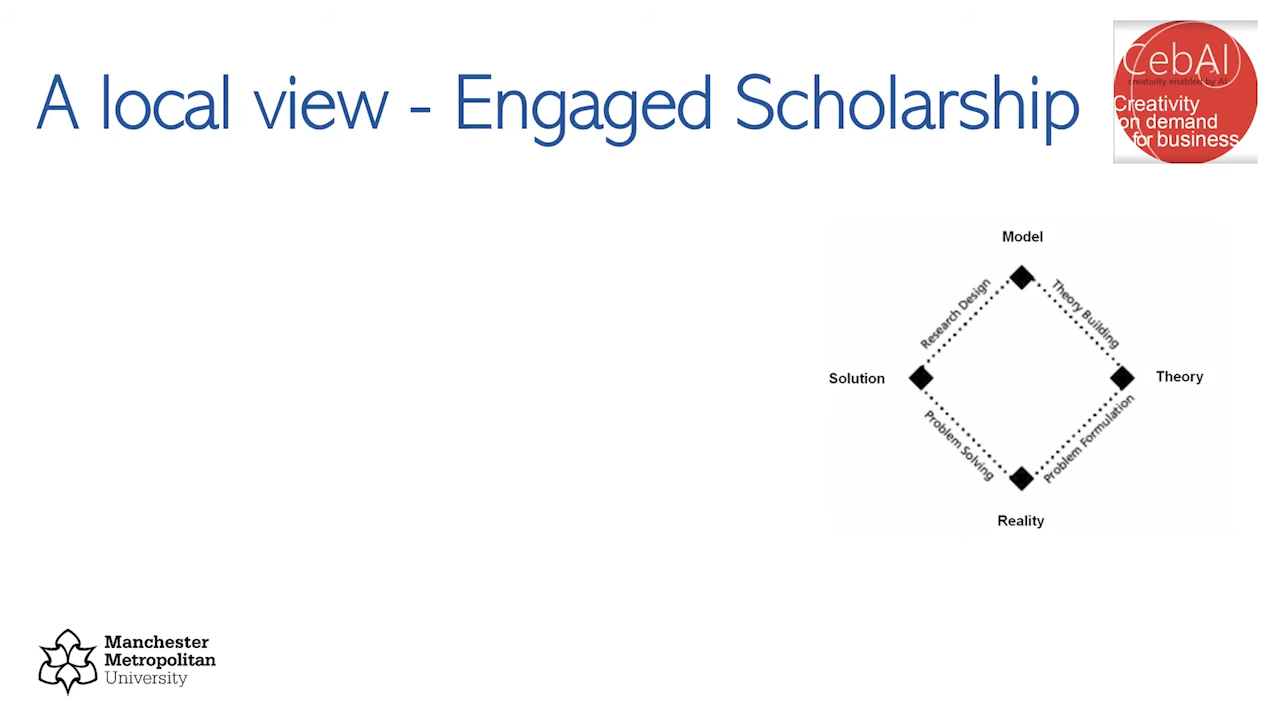 A local view - Engaged Scholarship
CebAI
creativity enabled by AI
Creativity
on demand
for business
Model
Research Design
Theory Building
Solution
Theory
Problem Solving
Problem Formulation
Reality
Manchester
Metropolitan
University